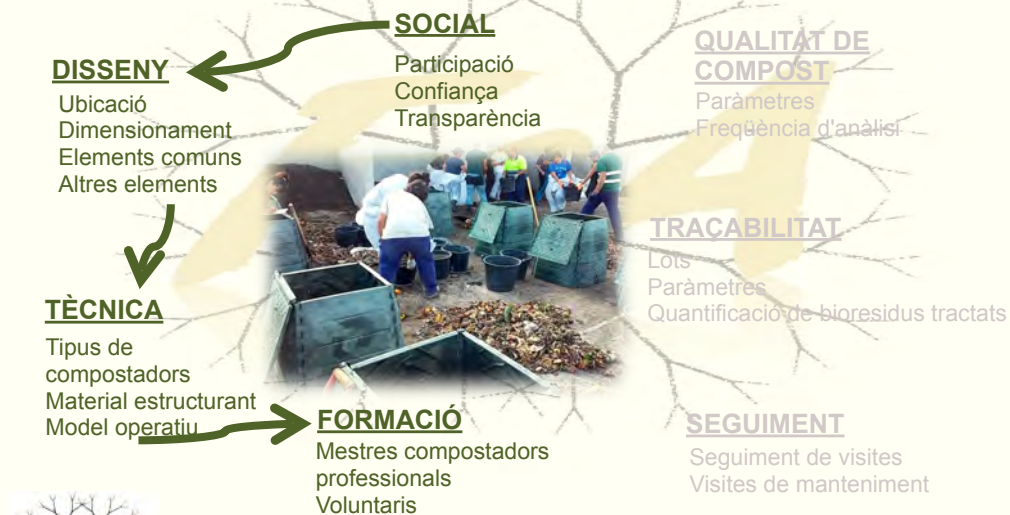 SOCIAL
Participació
Confiança
Transparència
DISSENY
Ubicació
Dimensionament
Elements comuns
Altres elements
TÈCNICA
Tipus de
compostadors
Material estructurant
Model operatiu
FORMACIÓ
Mestres compostadors
professionals
Voluntaris
QUALITAT DE
COMPOST
Paràmetres
Freqüència d'anàlisi
TRAÇABILITAT
Lots
Paràmetres
Quantificació de bioresidus tractats
SEGUIMENT
Seguiment de visites
Visites de manteniment